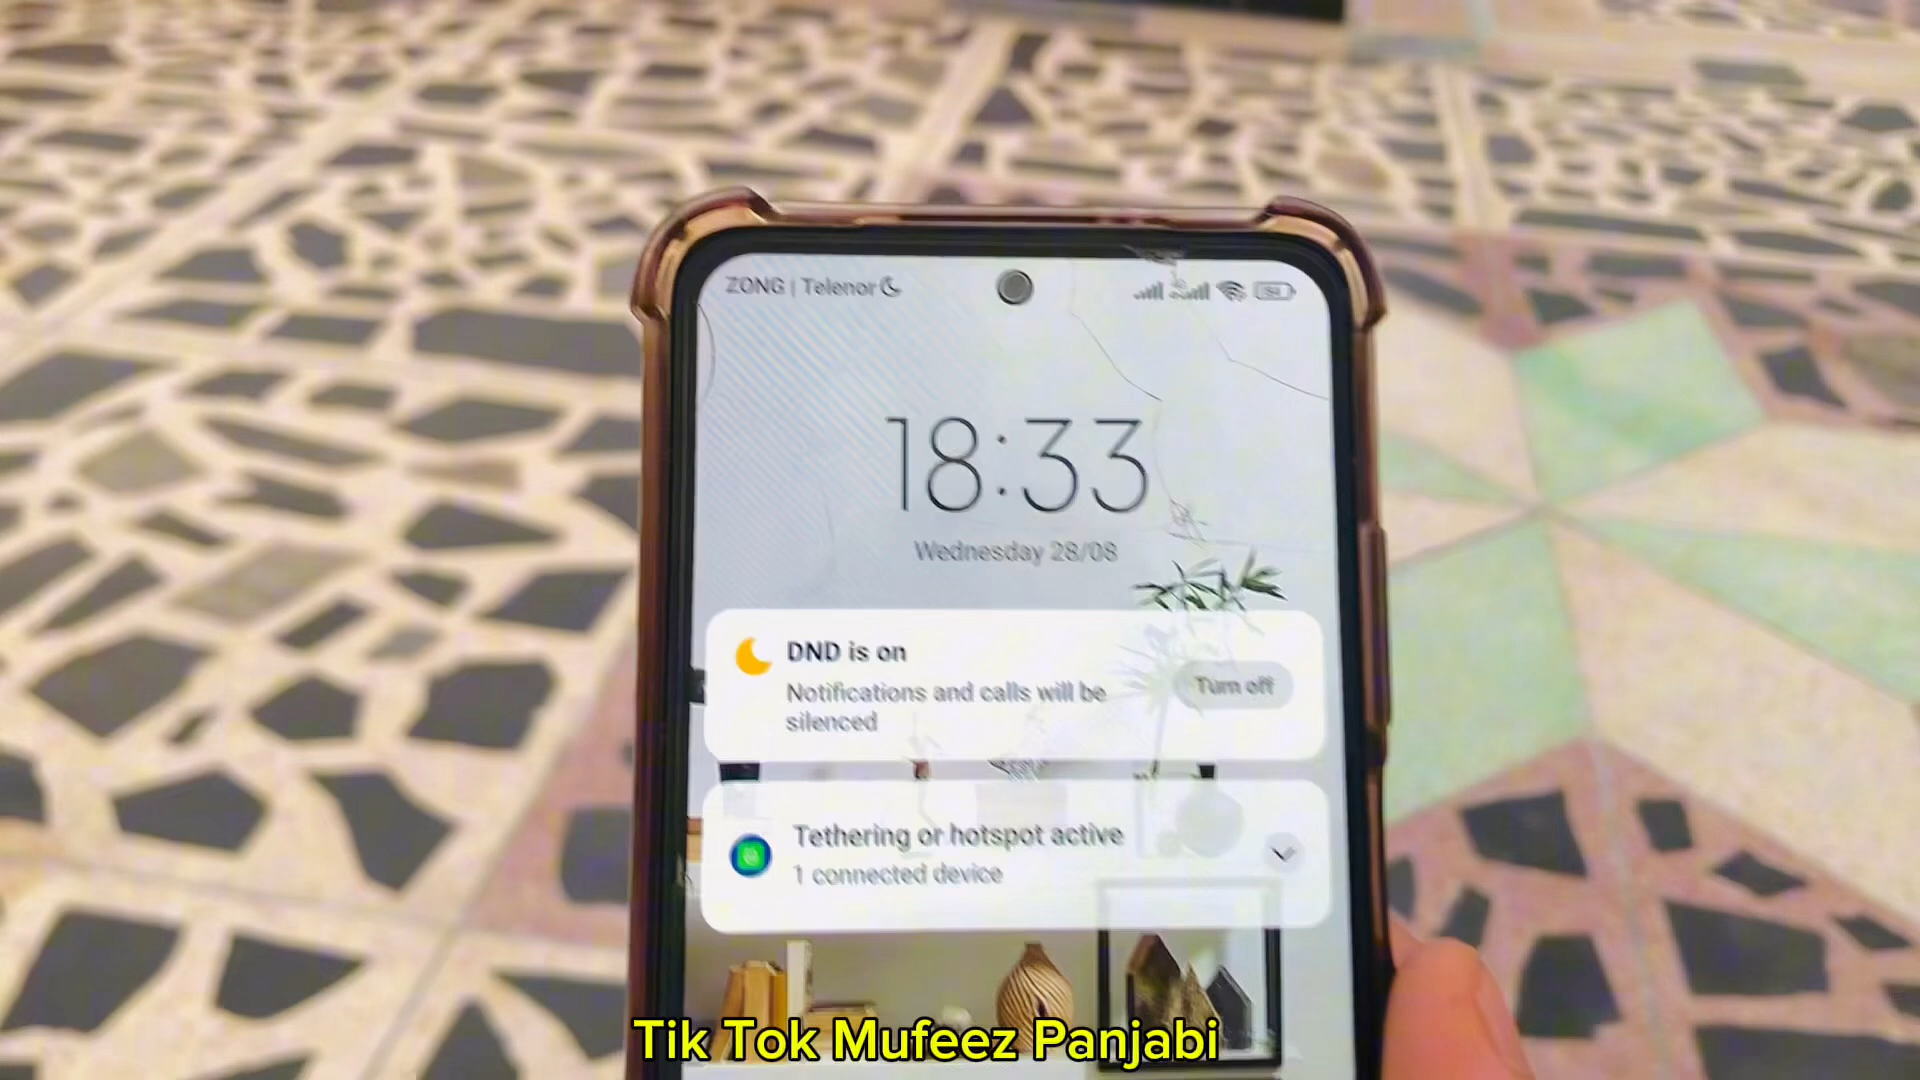 ZONG | Telenor
18:33
Wednesday 28/08
DND is on
Notifications and calls will be
silenced
Turn off
Tethering or hotspot active
1 connected device
Tik Tok Mufeez Panjabi